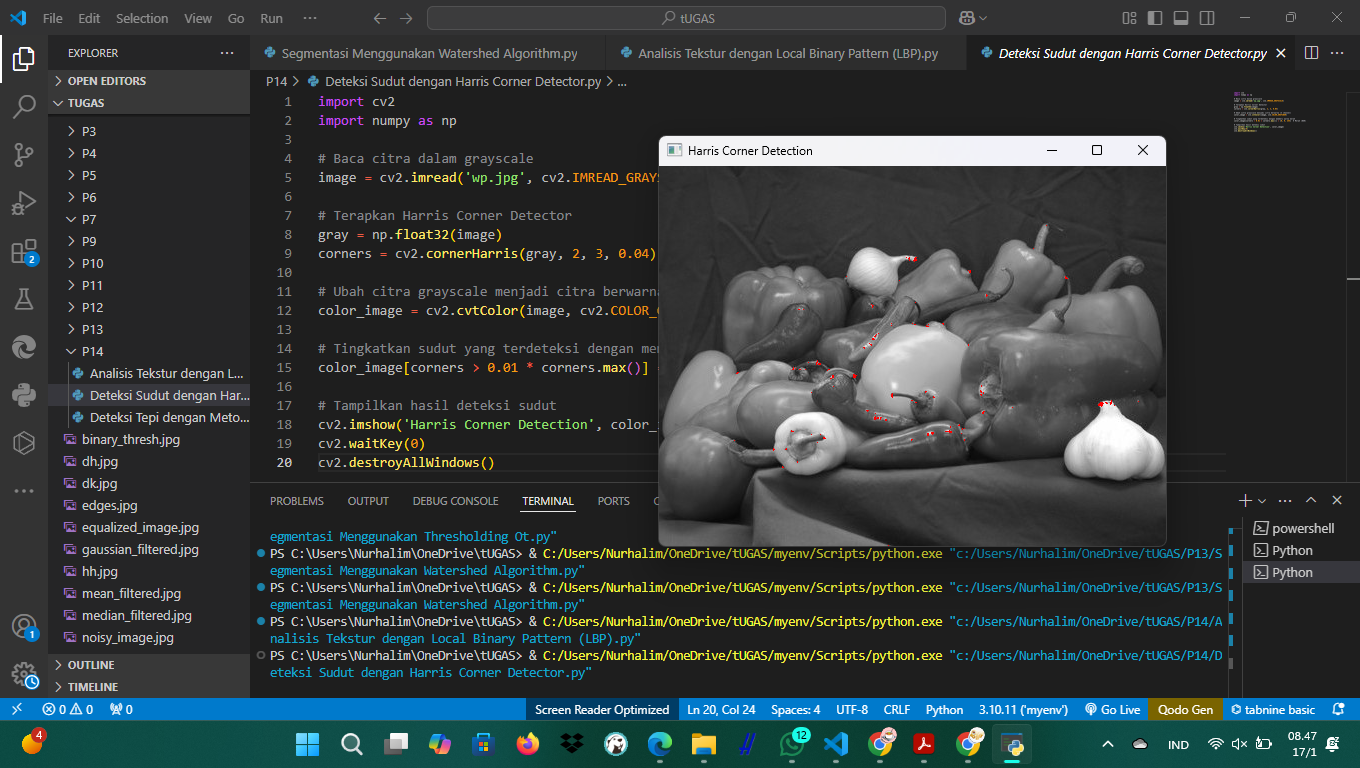 File Edit Selection View Go Run ··· tUGAS
EXPLORER ···
OPEN EDITORS
TUGAS
P3
P4
P5
P6
P7
P9
P10
P11
P12
P13
P14
Analisis Tekstur dengan L...
Deteksi Sudut dengan Har...
Deteksi Tepi dengan Meto...
binary_thresh.jpg
dh.jpg
dk.jpg
edges.jpg
equalized_image.jpg
gaussian_filtered.jpg
hh.jpg
mean_filtered.jpg
median_filtered.jpg
noisy_image.jpg
OUTLINE
TIMELINE
2
1
Segmentasi Menggunakan Watershed Algorithm.py Analisis Tekstur dengan Local Binary Pattern (LBP).py Deteksi Sudut dengan Harris Corner Detector.py
P14 > Deteksi Sudut dengan Harris Corner Detector.py > ...
1 import cv2
2 import numpy as np
3
4 # Baca citra dalam grayscale
5 image = cv2.imread('wp.jpg', cv2.IMREAD_GRAYS
6
7 # Terapkan Harris Corner Detector
8 gray = np.float32(image)
9 corners = cv2.cornerHarris(gray, 2, 3, 0.04)
10
11 # Ubah citra grayscale menjadi citra berwarna
12 color_image = cv2.cvtColor(image, cv2.COLOR_G
13
14 # Tingkatkan sudut yang terdeteksi dengan me
15 color_image[corners > 0.01 * corners.max()]
16
17 # Tampilkan hasil deteksi sudut
18 cv2.imshow('Harris Corner Detection', color_
19 cv2.waitKey(0)
20 cv2.destroyAllWindows()
Harris Corner Detection
PROBLEMS OUTPUT DEBUG CONSOLE TERMINAL PORTS
egmentasi Menggunakan Thresholding Ot.py"
PS C:\Users\Nurhalim\OneDrive\tUGAS> & C:/Users/Nurhalim/OneDrive/tUGAS/myenv/Scripts/python.exe "c:/Users/Nurhalim/OneDrive/tUGAS/P13/S
egmentasi Menggunakan Watershed Algorithm.py"
PS C:\Users\Nurhalim\OneDrive\tUGAS> & C:/Users/Nurhalim/OneDrive/tUGAS/myenv/Scripts/python.exe "c:/Users/Nurhalim/OneDrive/tUGAS/P13/S
egmentasi Menggunakan Watershed Algorithm.py"
PS C:\Users\Nurhalim\OneDrive\tUGAS> & C:/Users/Nurhalim/OneDrive/tUGAS/myenv/Scripts/python.exe "c:/Users/Nurhalim/OneDrive/tUGAS/P14/A
nalisis Tekstur dengan Local Binary Pattern (LBP).py"
PS C:\Users\Nurhalim\OneDrive\tUGAS> & C:/Users/Nurhalim/OneDrive/tUGAS/myenv/Scripts/python.exe "c:/Users/Nurhalim/OneDrive/tUGAS/P14/D
eteksi Sudut dengan Harris Corner Detector.py"
powershell
Python
Python
0 0 0 Screen Reader Optimized Ln 20, Col 24 Spaces: 4 UTF-8 CRLF Python 3.10.11 ('myenv') Go Live Qodo Gen tabnine basic
4 12 IND 08.47
17/1